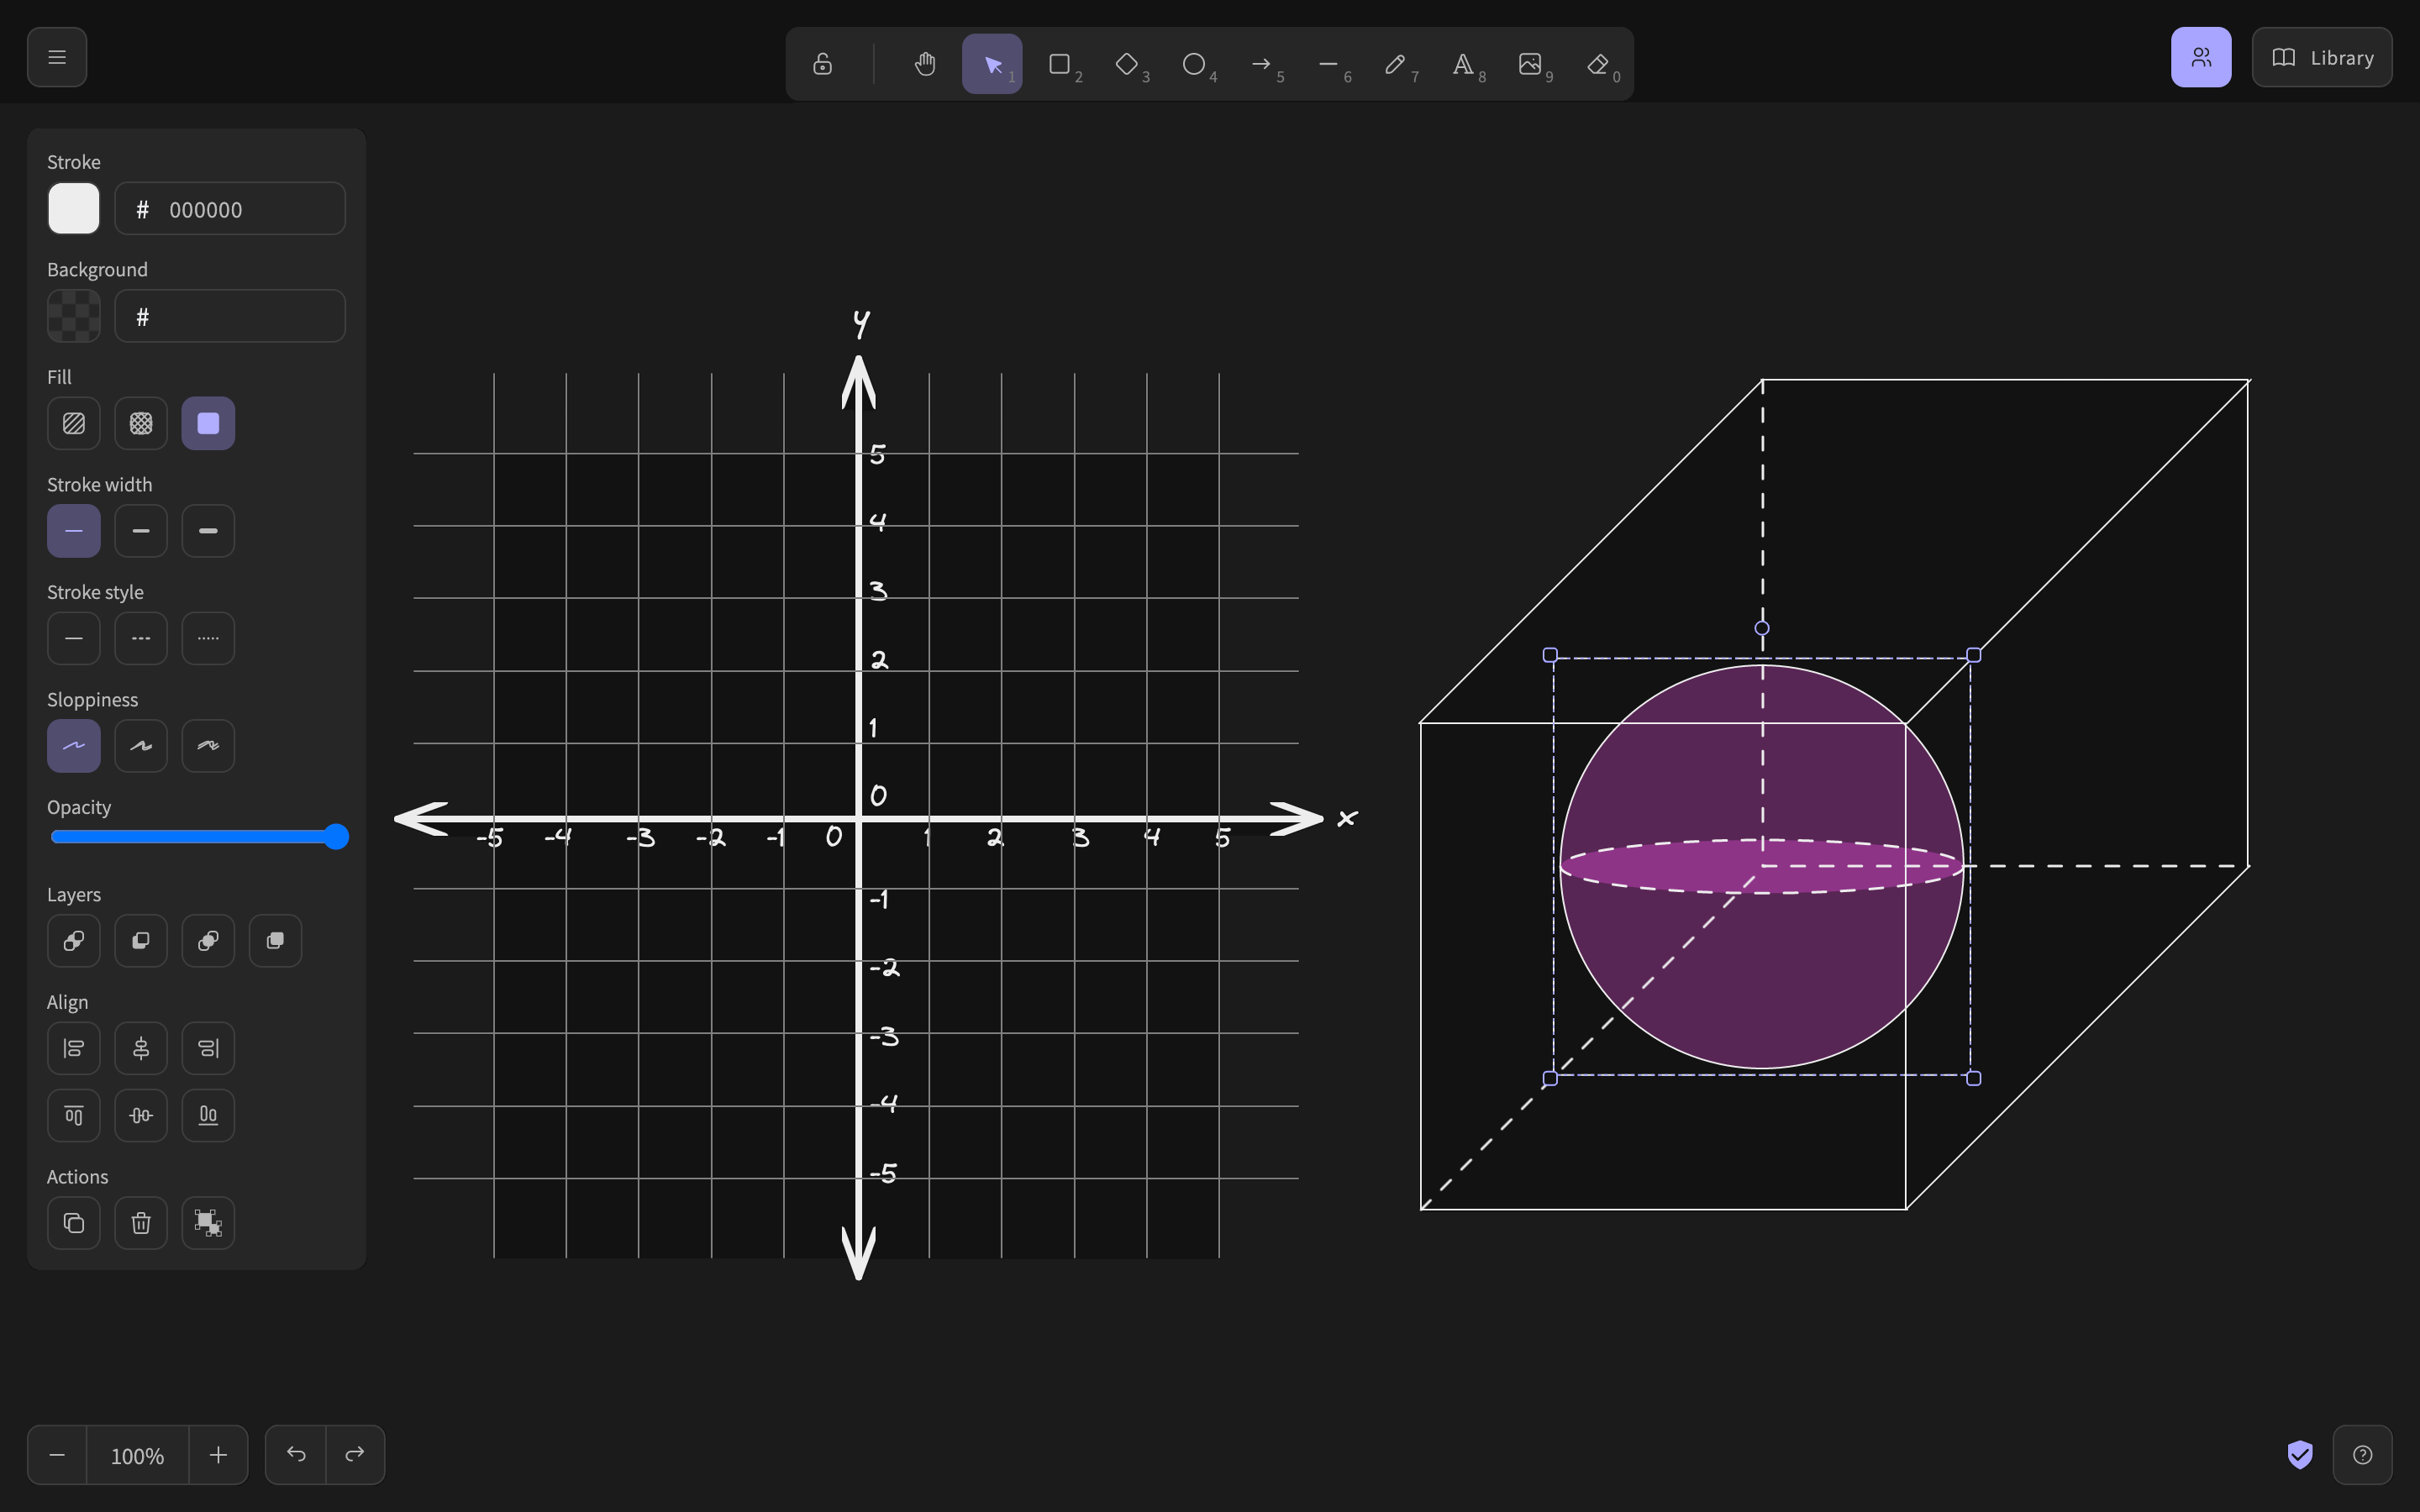 1
2
3
4
5
6
7
8
9
0
Library
Stroke
# 000000
Background
#
Fill
Stroke width
Stroke style
Sloppiness
Opacity
Layers
Align
Actions
y
5
4
3
2
1
0
-5 -4 -3 -2 -1 0 1 2 3 4 5
x
-1
-2
-3
-4
-5
100%